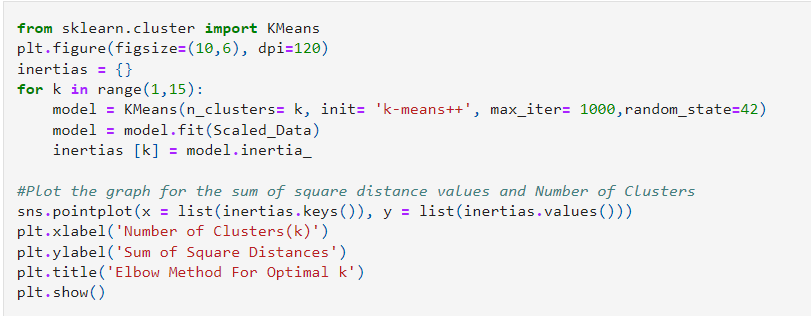 from sklearn.cluster import KMeans
plt.figure(figsize=(10,6), dpi=120)
inertias = {}
for k in range(1,15):
    model = KMeans(n_clusters= k, init= 'k-means++', max_iter= 1000,random_state=42)
    model = model.fit(Scaled_Data)
    inertias [k] = model.inertia_
#Plot the graph for the sum of square distance values and Number of Clusters
sns.pointplot(x = list(inertias.keys()), y = list(inertias.values()))
plt.xlabel('Number of Clusters(k)')
plt.ylabel('Sum of Square Distances')
plt.title('Elbow Method For Optimal k')
plt.show()